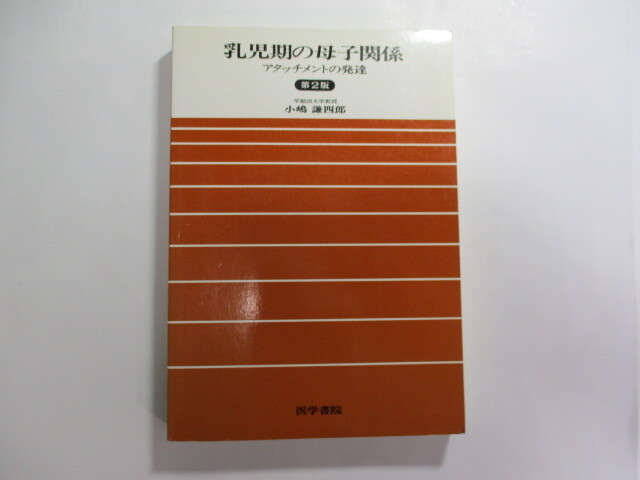 乳児期の母子関係
アタッチメントの発達
第2版
早稲田大学教授
小嶋 謙四郎
医学書院